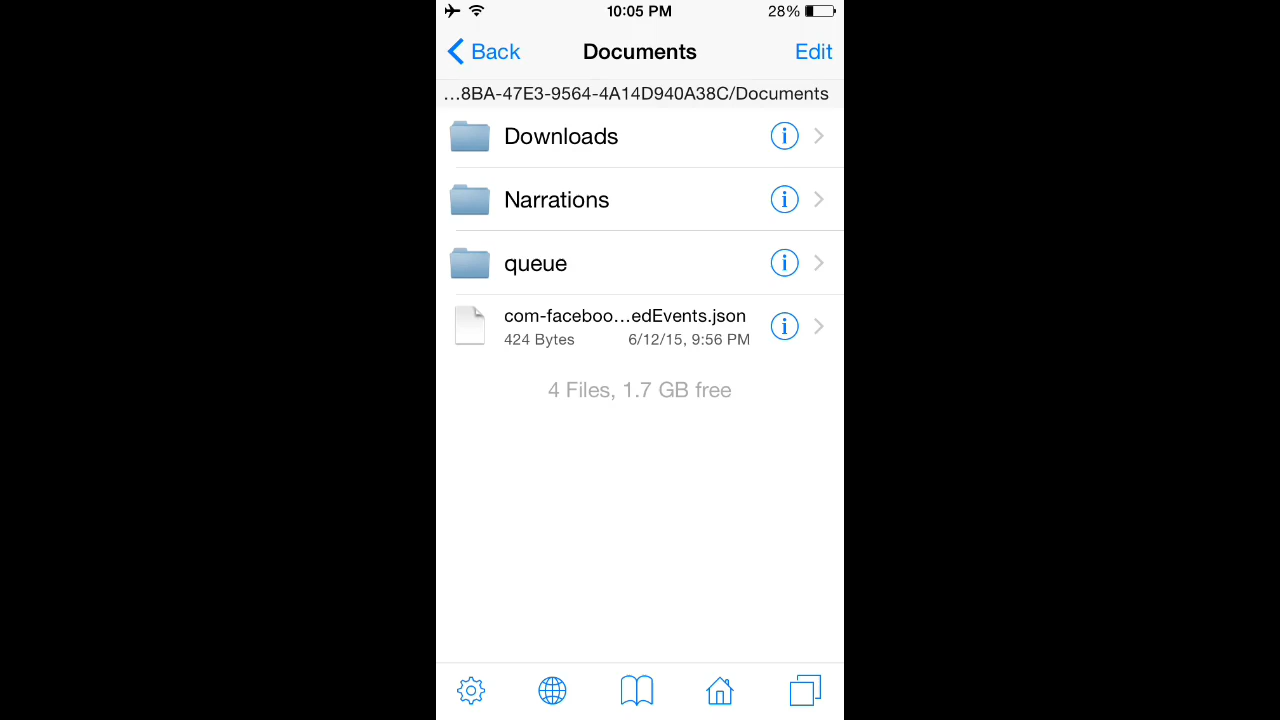 10:05 PM
28%
Back
Documents
Edit
...8BA-47E3-9564-4A14D940A38C/Documents
Downloads
Narrations
queue
com-faceboo...edEvents.json
424 Bytes
6/12/15, 9:56 PM
4 Files, 1.7 GB free